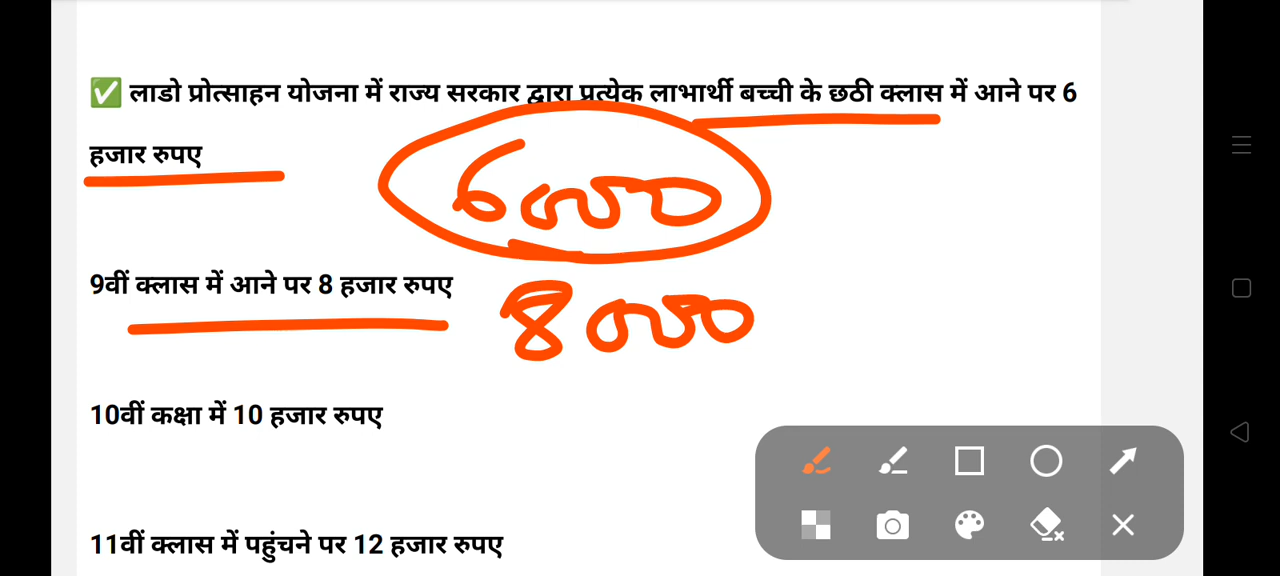 ✅ लाडो प्रोत्साहन योजना में राज्य सरकार द्वारा प्रत्येक लाभार्थी बच्ची के छठी क्लास में आने पर 6
हजार रुपए
6000
9वीं क्लास में आने पर 8 हजार रुपए
8000
10वीं कक्षा में 10 हजार रुपए
11वीं क्लास में पहुंचने पर 12 हजार रुपए